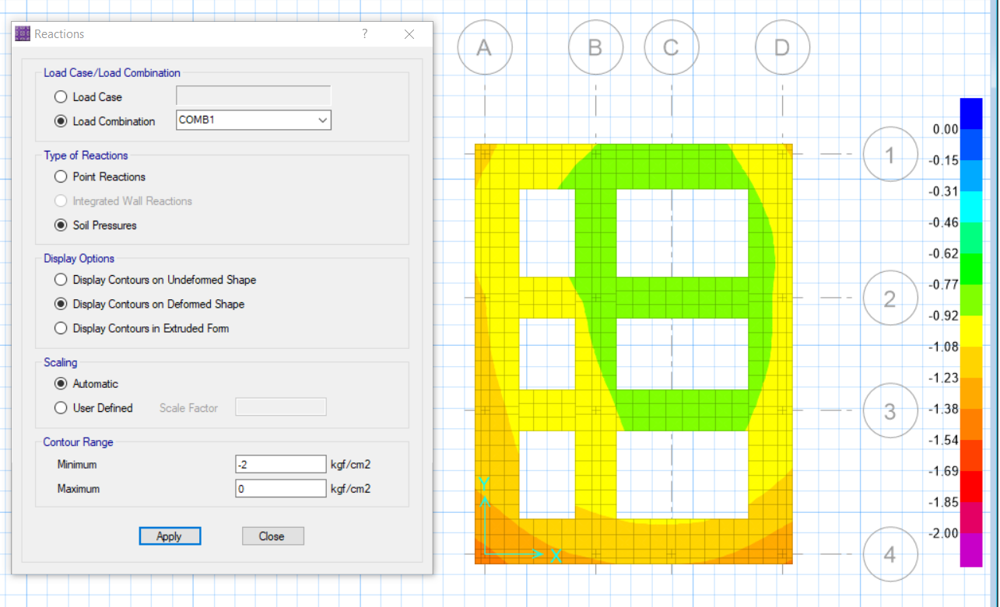 Reactions ? ×
Load Case/Load Combination
Load Case
Load Combination COMB1
Type of Reactions
Point Reactions
Integrated Wall Reactions
Soil Pressures
Display Options
Display Contours on Undeformed Shape
Display Contours on Deformed Shape
Display Contours in Extruded Form
Scaling
Automatic
User Defined Scale Factor
Contour Range
Minimum -2 kgf/cm2
Maximum 0 kgf/cm2
Apply Close
A B C D
1
2
3
4
Y
X
0.00
-0.15
-0.31
-0.46
-0.62
-0.77
-0.92
-1.08
-1.23
-1.38
-1.54
-1.69
-1.85
-2.00